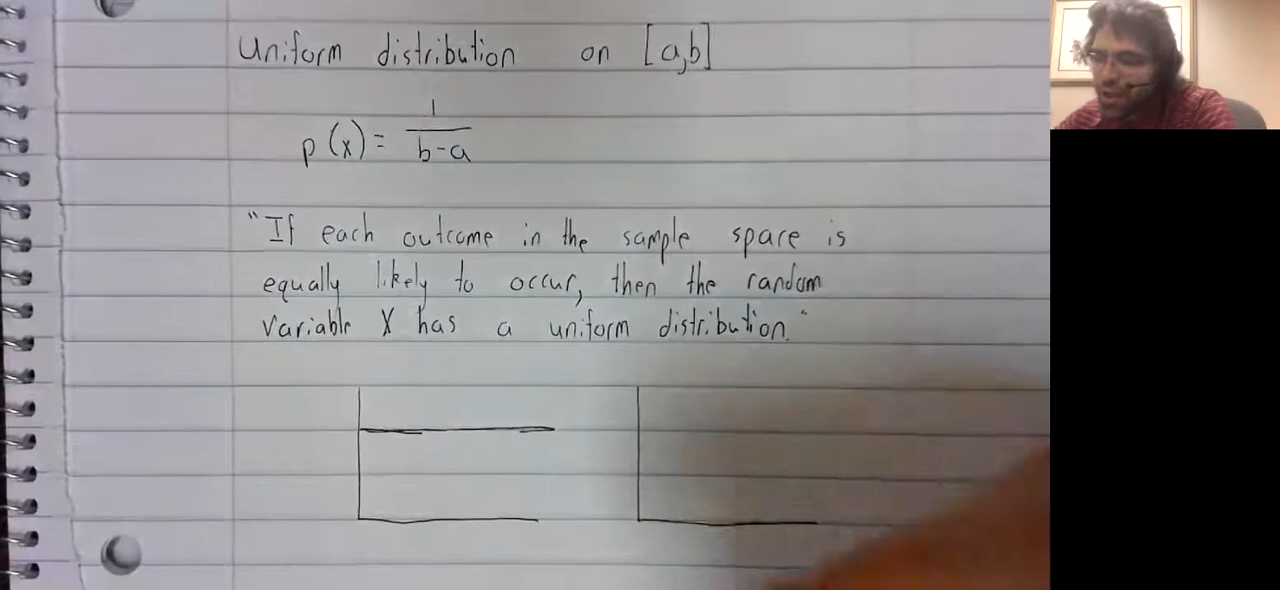 uniform distribution on [a,b]
p(x) = 1/(b-a)
"If each outcome in the sample space is
equally likely to occur, then the random
variable X has a uniform distribution."